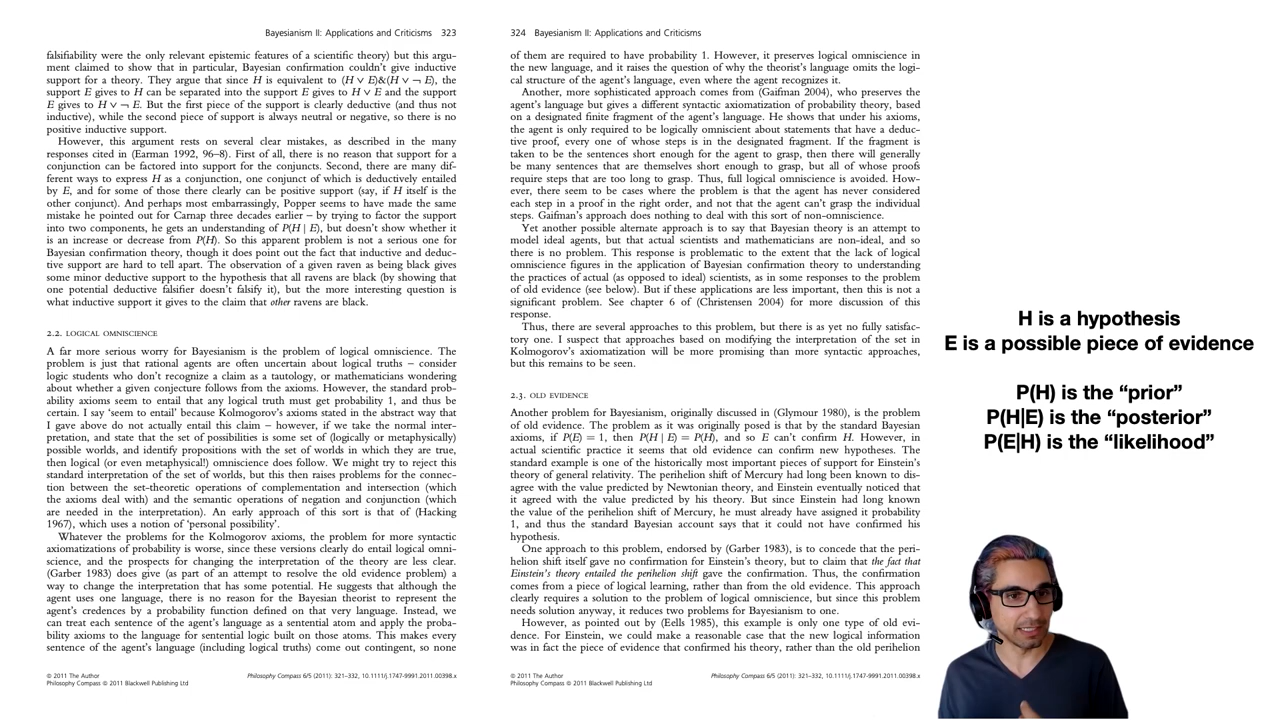 Bayesianism II: Applications and Criticisms 323
falsifiability were the only relevant epistemic features of a scientific theory) but this argu-
ment claimed to show that in particular, Bayesian confirmation couldn't give inductive
support for a theory. They argue that since H is equivalent to (H ∨ E)&(H ∨ ¬ E), the
support E gives to H can be separated into the support E gives to H ∨ E and the support
E gives to H ∨ ¬ E. But the first piece of the support is clearly deductive (and thus not
inductive), while the second piece of support is always neutral or negative, so there is no
positive inductive support.
However, this argument rests on several clear mistakes, as described in the many
responses cited in (Earman 1992, 96–8). First of all, there is no reason that support for a
conjunction can be factored into support for the conjuncts. Second, there are many dif-
ferent ways to express H as a conjunction, one conjunct of which is deductively entailed
by E, and for some of those there clearly can be positive support (say, if H itself is the
other conjunct). And perhaps most embarrassingly, Popper seems to have made the same
mistake he pointed out for Carnap three decades earlier – by trying to factor the support
into two components, he gets an understanding of P(H | E), but doesn't show whether it
is an increase or decrease from P(H). So this apparent problem is not a serious one for
Bayesian confirmation theory, though it does point out the fact that inductive and deduc-
tive support are hard to tell apart. The observation of a given raven as being black gives
some minor deductive support to the hypothesis that all ravens are black (by showing that
one potential deductive falsifier doesn't falsify it), but the more interesting question is
what inductive support it gives to the claim that other ravens are black.
2.2. LOGICAL OMNISCIENCE
A far more serious worry for Bayesianism is the problem of logical omniscience. The
problem is just that rational agents are often uncertain about logical truths – consider
logic students who don't recognize a claim as a tautology, or mathematicians wondering
about whether a given conjecture follows from the axioms. However, the standard prob-
ability axioms seem to entail that any logical truth must get probability 1, and thus be
certain. I say 'seem to entail' because Kolmogorov's axioms stated in the abstract way that
I gave above do not actually entail this claim – however, if we take the normal inter-
pretation, and state that the set of possibilities is some set of (logically or metaphysically)
possible worlds, and identify propositions with the set of worlds in which they are true,
then logical (or even metaphysical!) omniscience does follow. We might try to reject this
standard interpretation of the set of worlds, but this then raises problems for the connec-
tion between the set-theoretic operations of complementation and intersection (which
the axioms deal with) and the semantic operations of negation and conjunction (which
are needed in the interpretation). An early approach of this sort is that of (Hacking
1967), which uses a notion of 'personal possibility'.
Whatever the problems for the Kolmogorov axioms, the problem for more syntactic
axiomatizations of probability is worse, since these versions clearly do entail logical omni-
science, and the prospects for changing the interpretation of the theory are less clear.
(Garber 1983) does give (as part of an attempt to resolve the old evidence problem) a
way to change the interpretation that has some potential. He suggests that although the
agent uses one language, there is no reason for the Bayesian theorist to represent the
agent's credences by a probability function defined on that very language. Instead, we
can treat each sentence of the agent's language as a sentential atom and apply the proba-
bility axioms to the language for sentential logic built on those atoms. This makes every
sentence of the agent's language (including logical truths) come out contingent, so none
© 2011 The Author
Philosophy Compass © 2011 Blackwell Publishing Ltd
Philosophy Compass 6/5 (2011): 321–332, 10.1111/j.1747-9991.2011.00398.x
324 Bayesianism II: Applications and Criticisms
of them are required to have probability 1. However, it preserves logical omniscience in
the new language, and it raises the question of why the theorist's language omits the logi-
cal structure of the agent's language, even where the agent recognizes it.
Another, more sophisticated approach comes from (Gaifman 2004), who preserves the
agent's language but gives a different syntactic axiomatization of probability theory, based
on a designated finite fragment of the agent's language. He shows that under his axioms,
the agent is only required to be logically omniscient about statements that have a deduc-
tive proof, every one of whose steps is in the designated fragment. If the fragment is
taken to be the sentences short enough for the agent to grasp, then there will generally
be many sentences that are themselves short enough to grasp, but all of whose proofs
require steps that are too long to grasp. Thus, full logical omniscience is avoided. How-
ever, there seem to be cases where the problem is that the agent has never considered
each step in a proof in the right order, and not that the agent can't grasp the individual
steps. Gaifman's approach does nothing to deal with this sort of non-omniscience.
Yet another possible alternate approach is to say that Bayesian theory is an attempt to
model ideal agents, but that actual scientists and mathematicians are non-ideal, and so
there is no problem. This response is problematic to the extent that the lack of logical
omniscience figures in the application of Bayesian confirmation theory to understanding
the practices of actual (as opposed to ideal) scientists, as in some responses to the problem
of old evidence (see below). But if these applications are less important, then this is not a
significant problem. See chapter 6 of (Christensen 2004) for more discussion of this
response.
Thus, there are several approaches to this problem, but there is as yet no fully satisfac-
tory one. I suspect that approaches based on modifying the interpretation of the set in
Kolmogorov's axiomatization will be more promising than more syntactic approaches,
but this remains to be seen.
2.3. OLD EVIDENCE
Another problem for Bayesianism, originally discussed in (Glymour 1980), is the problem
of old evidence. The problem as it was originally posed is that by the standard Bayesian
axioms, if P(E) = 1, then P(H | E) = P(H), and so E can't confirm H. However, in
actual scientific practice it seems that old evidence can confirm new hypotheses. The
standard example is one of the historically most important pieces of support for Einstein's
theory of general relativity. The perihelion shift of Mercury had long been known to dis-
agree with the value predicted by Newtonian theory, and Einstein eventually noticed that
it agreed with the value predicted by his theory. But since Einstein had long known
the value of the perihelion shift of Mercury, he must already have assigned it probability
1, and thus the standard Bayesian account says that it could not have confirmed his
hypothesis.
One approach to this problem, endorsed by (Garber 1983), is to concede that the peri-
helion shift itself gave no confirmation for Einstein's theory, but to claim that the fact that
Einstein's theory entailed the perihelion shift gave the confirmation. Thus, the confirmation
comes from a piece of logical learning, rather than from the old evidence. This approach
clearly requires a solution to the problem of logical omniscience, but since this problem
needs solution anyway, it reduces two problems for Bayesianism to one.
However, as pointed out by (Eells 1985), this example is only one type of old evi-
dence. For Einstein, we could make a reasonable case that the new logical information
was in fact the piece of evidence that confirmed his theory, rather than the old perihelion
© 2011 The Author
Philosophy Compass © 2011 Blackwell Publishing Ltd
Philosophy Compass 6/5 (2011): 321–332, 10.1111/j.1747-9991.2011.00398.x
H is a hypothesis
E is a possible piece of evidence
P(H) is the “prior”
P(H|E) is the “posterior”
P(E|H) is the “likelihood”